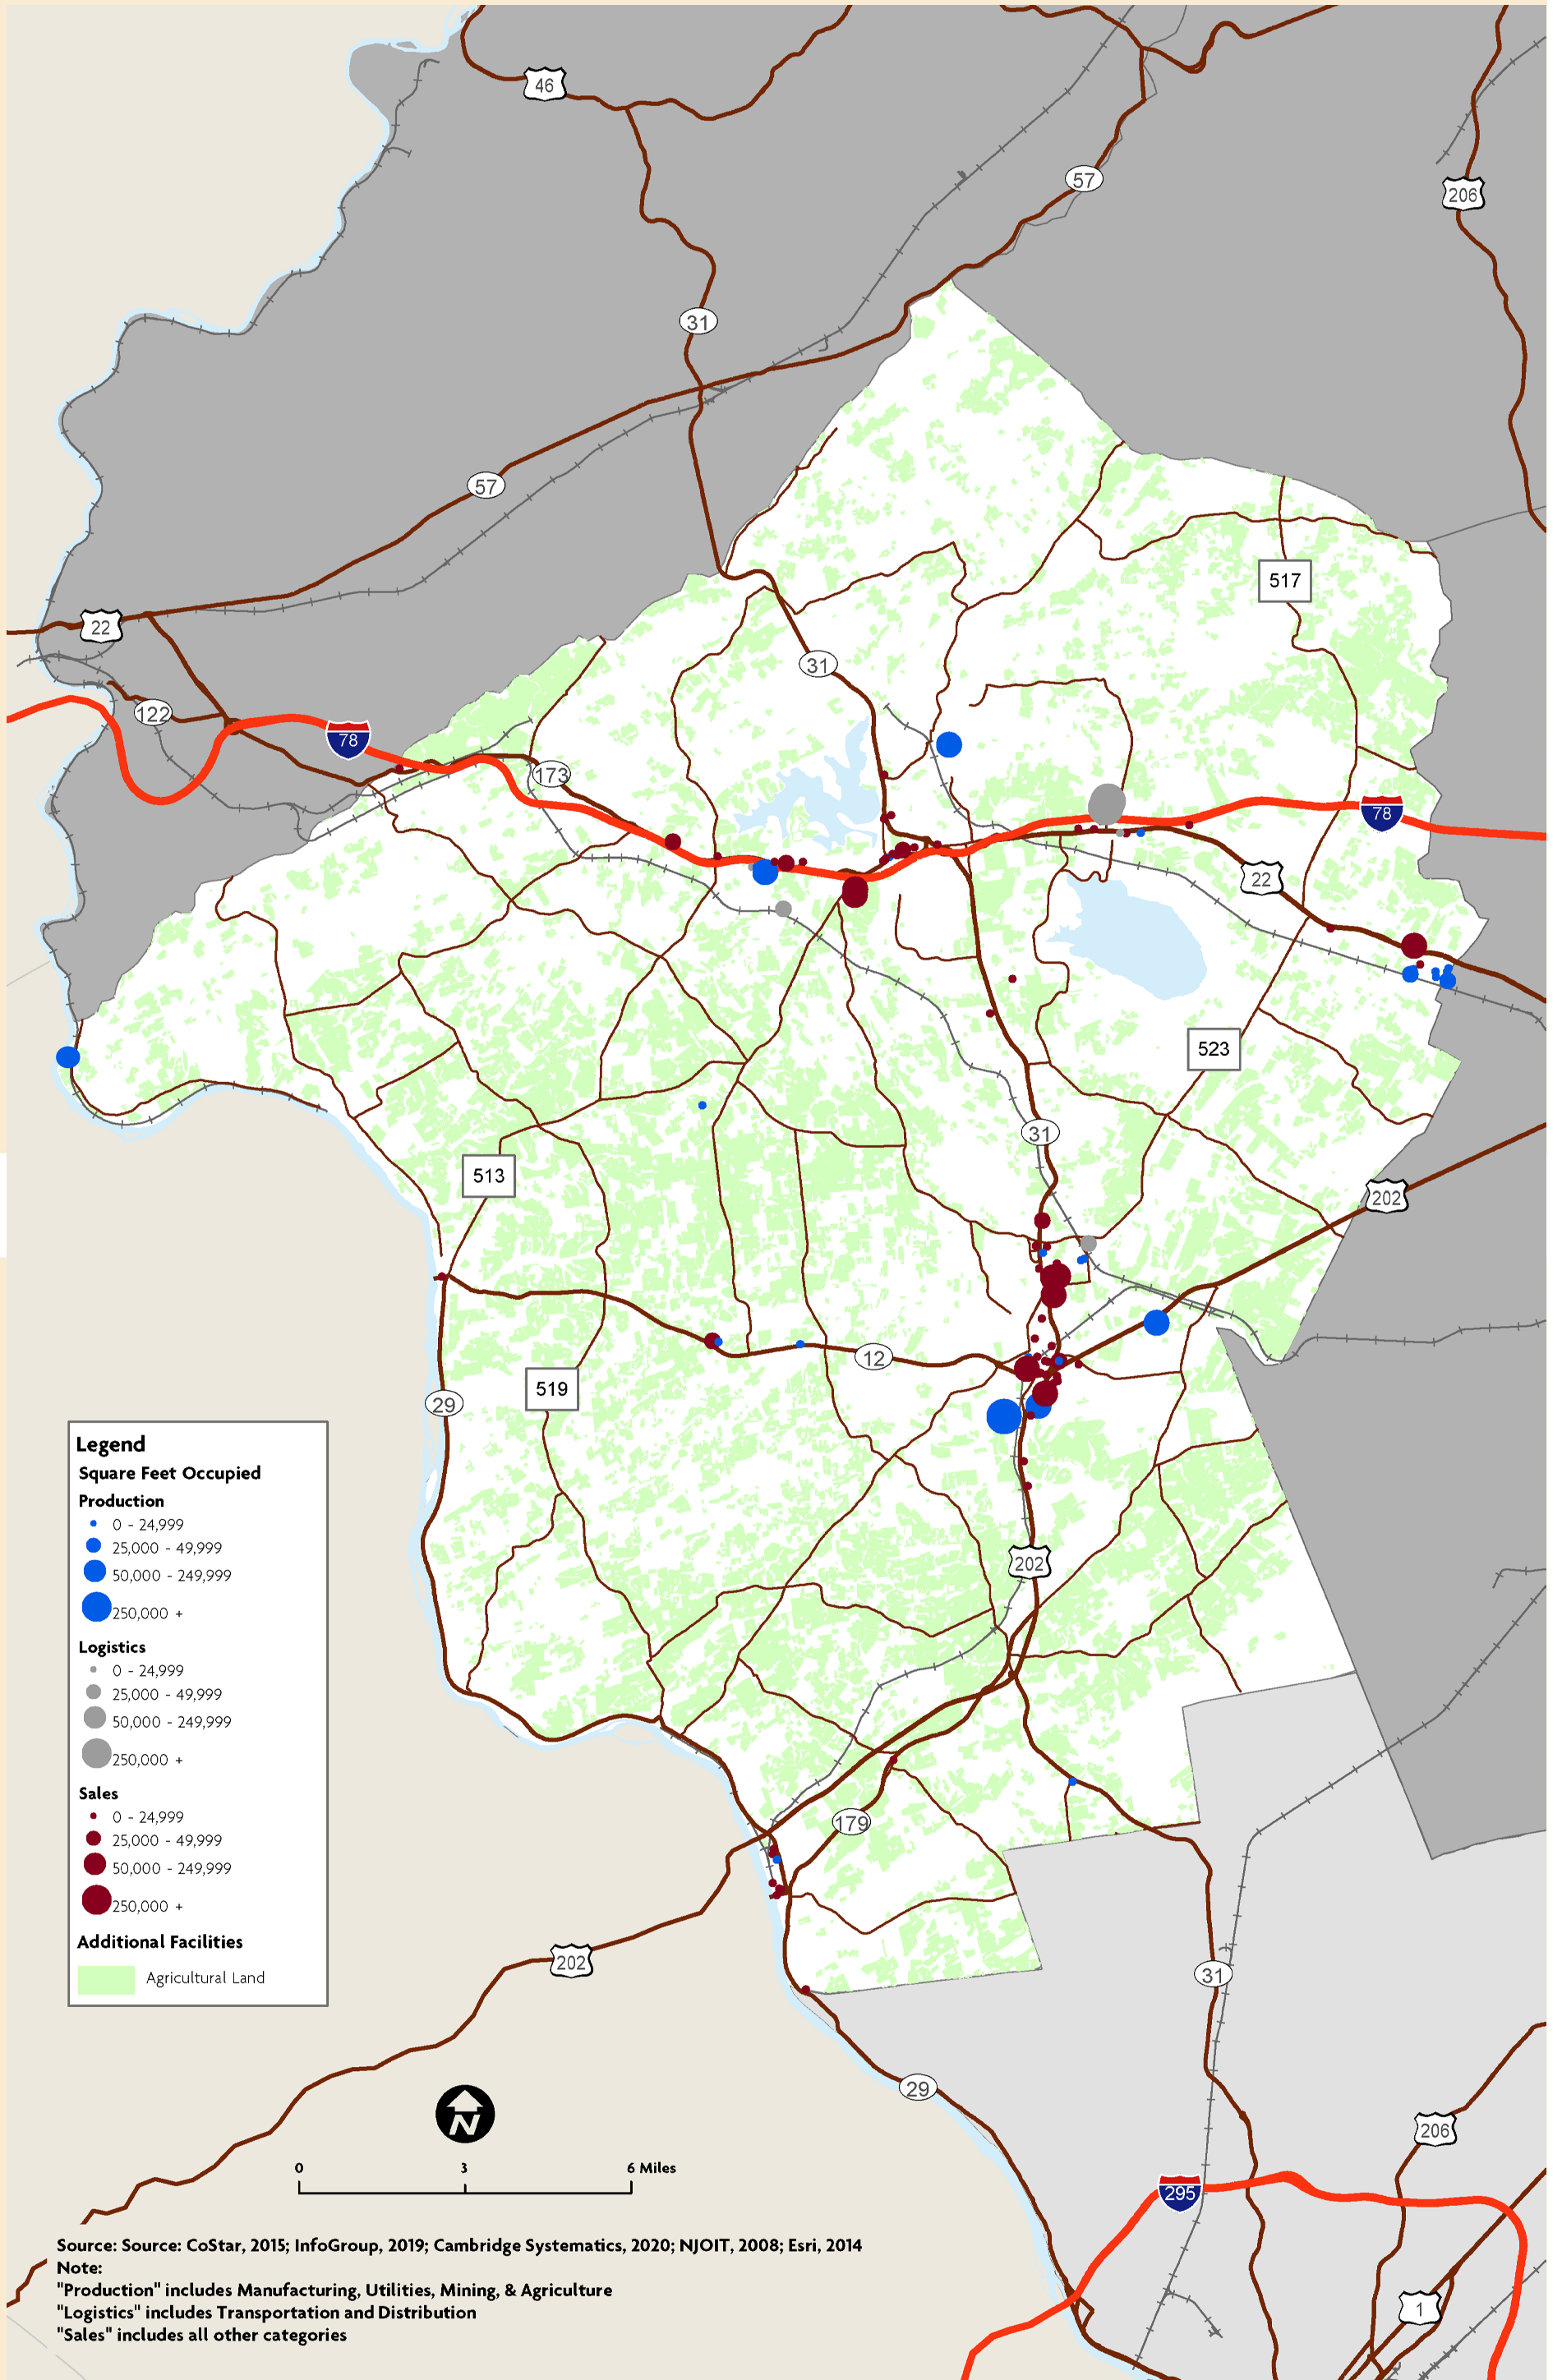 46
57
206
31
57
517
22
31
122
78
173
78
22
523
31
513
202
12
519
29
Legend
Square Feet Occupied
Production
0 - 24,999
25,000 - 49,999
50,000 - 249,999
250,000 +
Logistics
0 - 24,999
25,000 - 49,999
50,000 - 249,999
250,000 +
Sales
0 - 24,999
25,000 - 49,999
50,000 - 249,999
250,000 +
Additional Facilities
Agricultural Land
202
179
202
31
29
206
295
1
N
0 3 6 Miles
Source: Source: CoStar, 2015; InfoGroup, 2019; Cambridge Systematics, 2020; NJOIT, 2008; Esri, 2014
Note:
"Production" includes Manufacturing, Utilities, Mining, & Agriculture
"Logistics" includes Transportation and Distribution
"Sales" includes all other categories